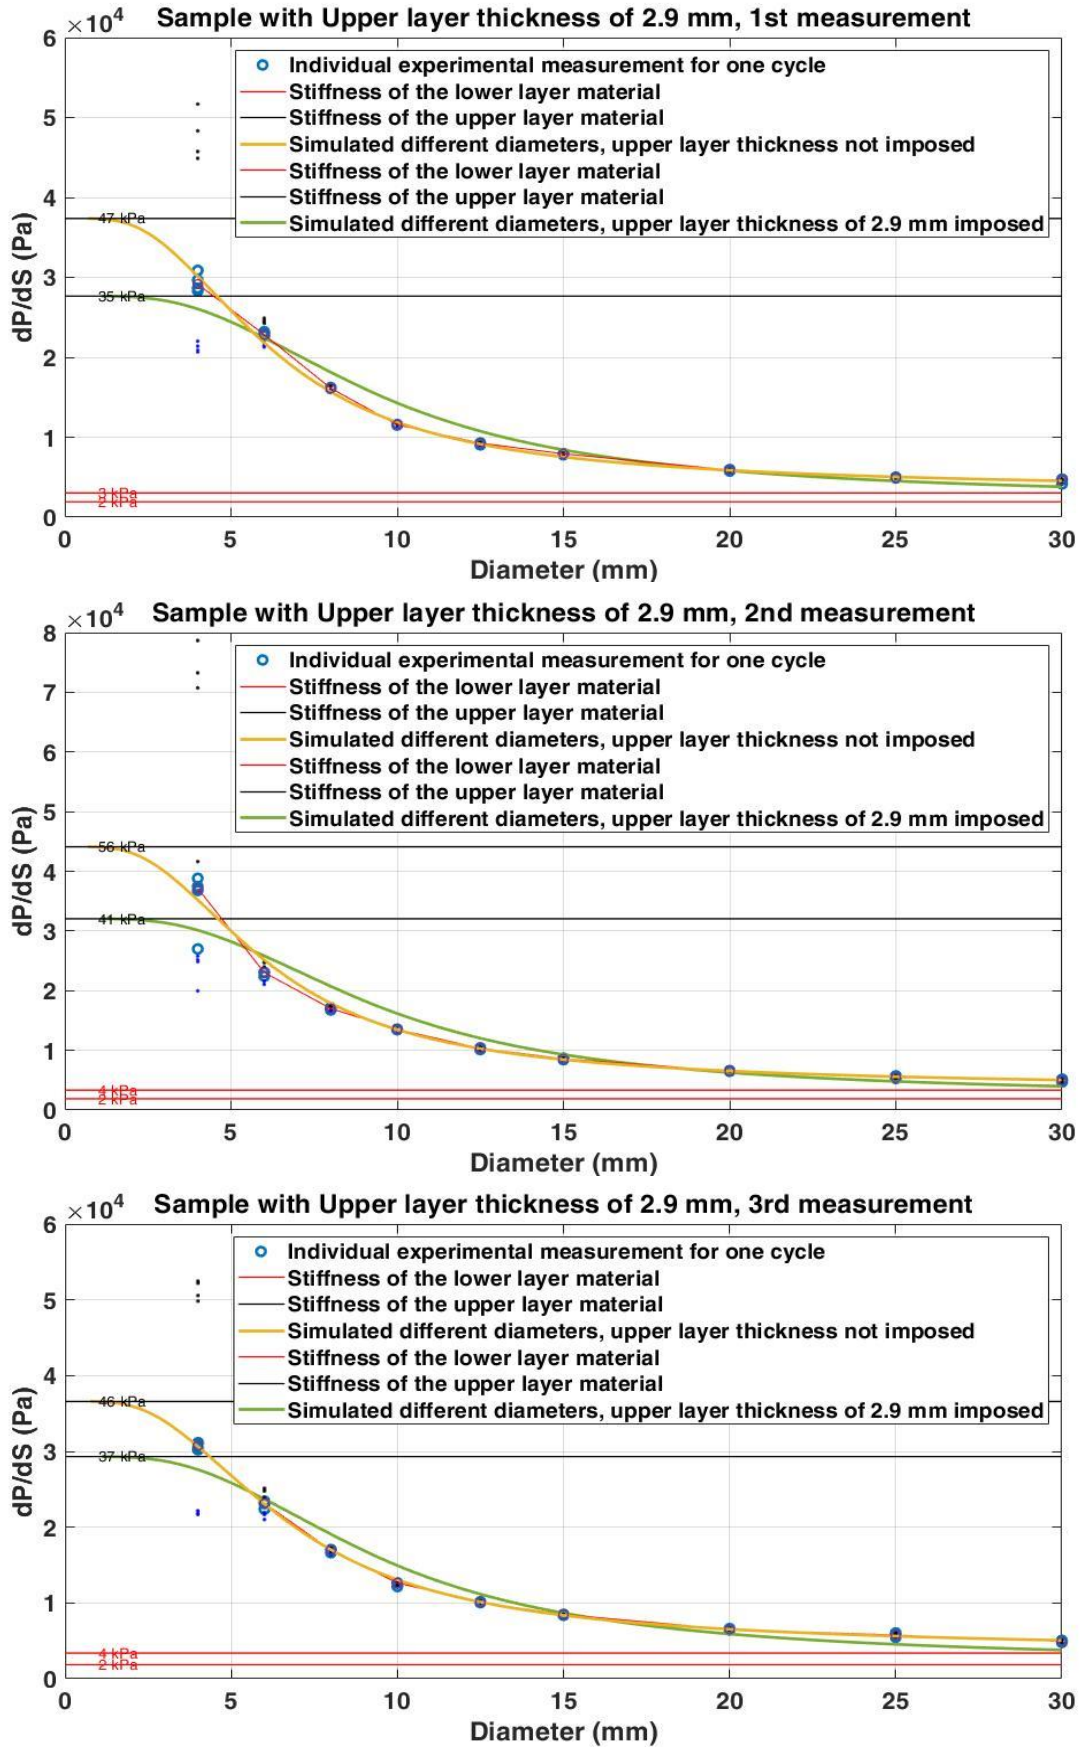 Sample with Upper layer thickness of 2.9 mm, 1st measurement
×10⁴
6
5
4
3
2
1
0
dP/dS (Pa)
Individual experimental measurement for one cycle
Stiffness of the lower layer material
Stiffness of the upper layer material
Simulated different diameters, upper layer thickness not imposed
Stiffness of the lower layer material
Stiffness of the upper layer material
Simulated different diameters, upper layer thickness of 2.9 mm imposed
47 kPa
35 kPa
3 kPa
2 kPa
0 5 10 15 20 25 30
Diameter (mm)
Sample with Upper layer thickness of 2.9 mm, 2nd measurement
×10⁴
8
7
6
5
4
3
2
1
0
dP/dS (Pa)
Individual experimental measurement for one cycle
Stiffness of the lower layer material
Stiffness of the upper layer material
Simulated different diameters, upper layer thickness not imposed
Stiffness of the lower layer material
Stiffness of the upper layer material
Simulated different diameters, upper layer thickness of 2.9 mm imposed
56 kPa
41 kPa
4 kPa
2 kPa
0 5 10 15 20 25 30
Diameter (mm)
Sample with Upper layer thickness of 2.9 mm, 3rd measurement
×10⁴
6
5
4
3
2
1
0
dP/dS (Pa)
Individual experimental measurement for one cycle
Stiffness of the lower layer material
Stiffness of the upper layer material
Simulated different diameters, upper layer thickness not imposed
Stiffness of the lower layer material
Stiffness of the upper layer material
Simulated different diameters, upper layer thickness of 2.9 mm imposed
46 kPa
37 kPa
4 kPa
2 kPa
0 5 10 15 20 25 30
Diameter (mm)